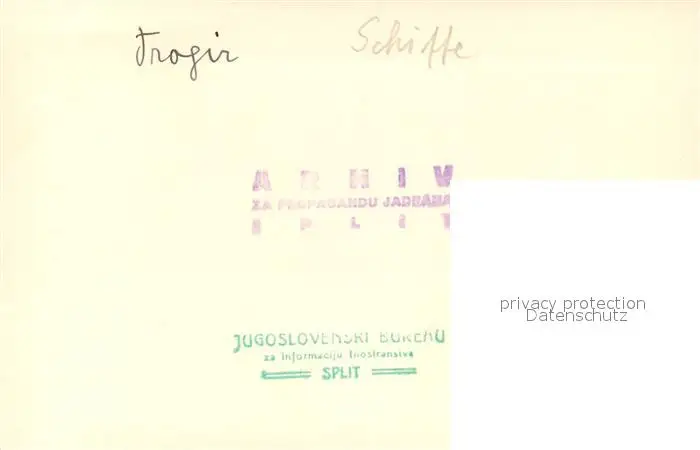 Trogir Schiffe
ARHIV
ZA PROPAGANDU JADRANA
SPLIT
privacy protection
Datenschutz
JUGOSLOVENSKI BUREAU
za informaciju inostranstva
SPLIT